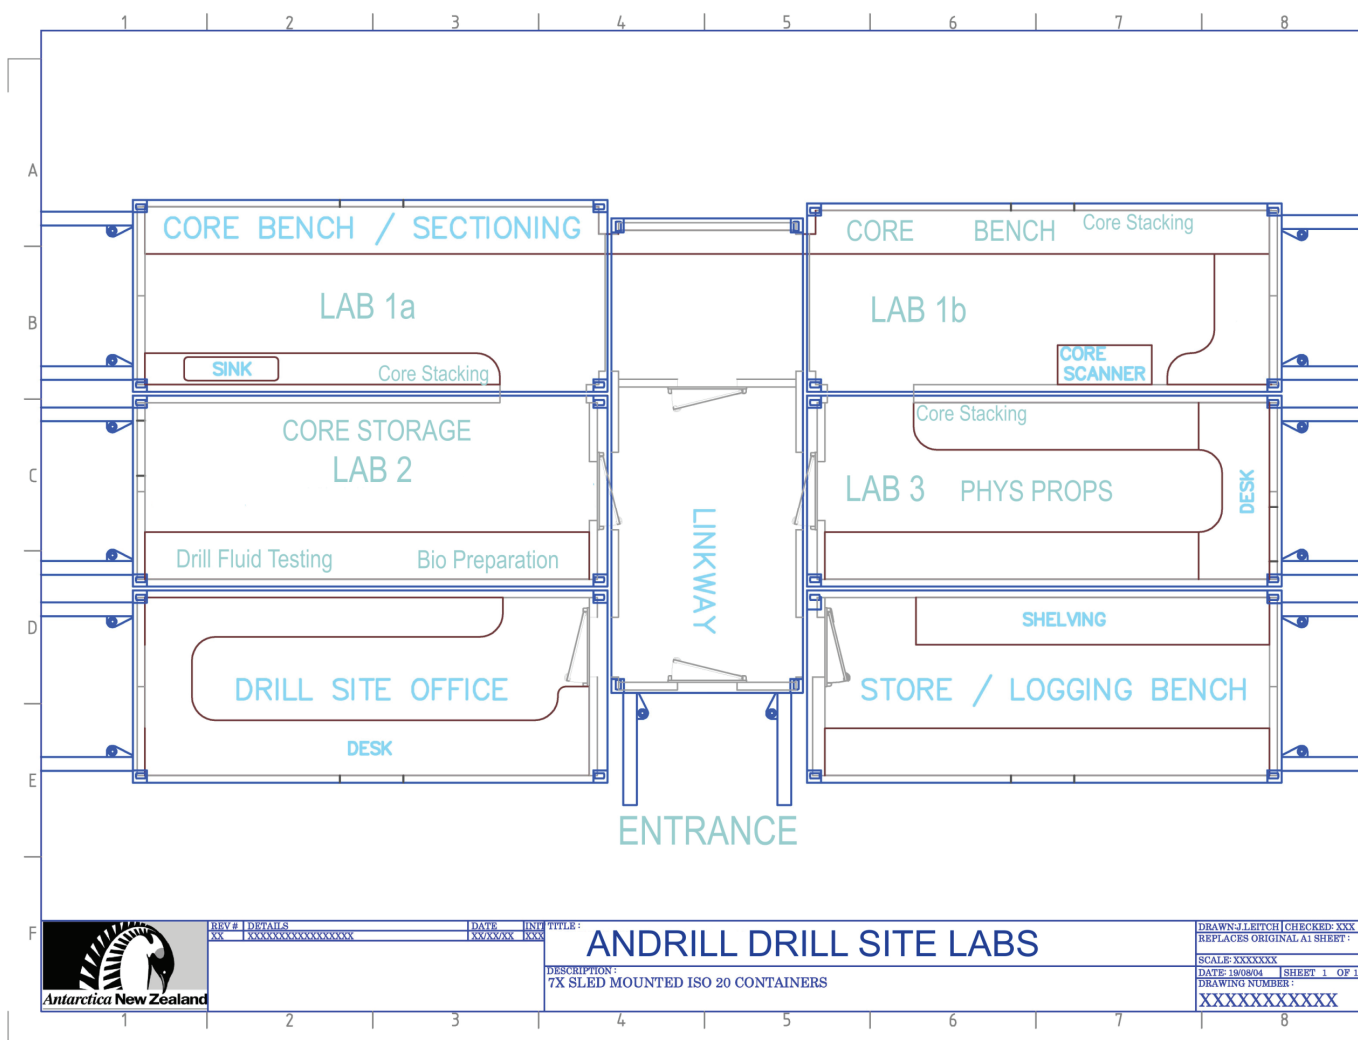 1 2 3 4 5 6 7 8
A
B
C
D
E
F
CORE BENCH / SECTIONING
CORE BENCH
Core Stacking
LAB 1a
LAB 1b
SINK
Core Stacking
CORE
SCANNER
CORE STORAGE
LAB 2
Core Stacking
LAB 3 PHYS PROPS
DESK
Drill Fluid Testing
Bio Preparation
LINKWAY
SHELVING
DRILL SITE OFFICE
STORE / LOGGING BENCH
DESK
ENTRANCE
Antarctica New Zealand
REV # DETAILS DATE INIT
XX XXXXXXXXXXXXXXXXX XX/XX/XX XXX
TITLE :
ANDRILL DRILL SITE LABS
DESCRIPTION :
7X SLED MOUNTED ISO 20 CONTAINERS
DRAWN:J.LEITCH CHECKED: XXX
REPLACES ORIGINAL A1 SHEET :
SCALE: XXXXXXX
DATE: 19/08/04 SHEET 1 OF 1
DRAWING NUMBER :
XXXXXXXXXXX
1 2 3 4 5 6 7 8